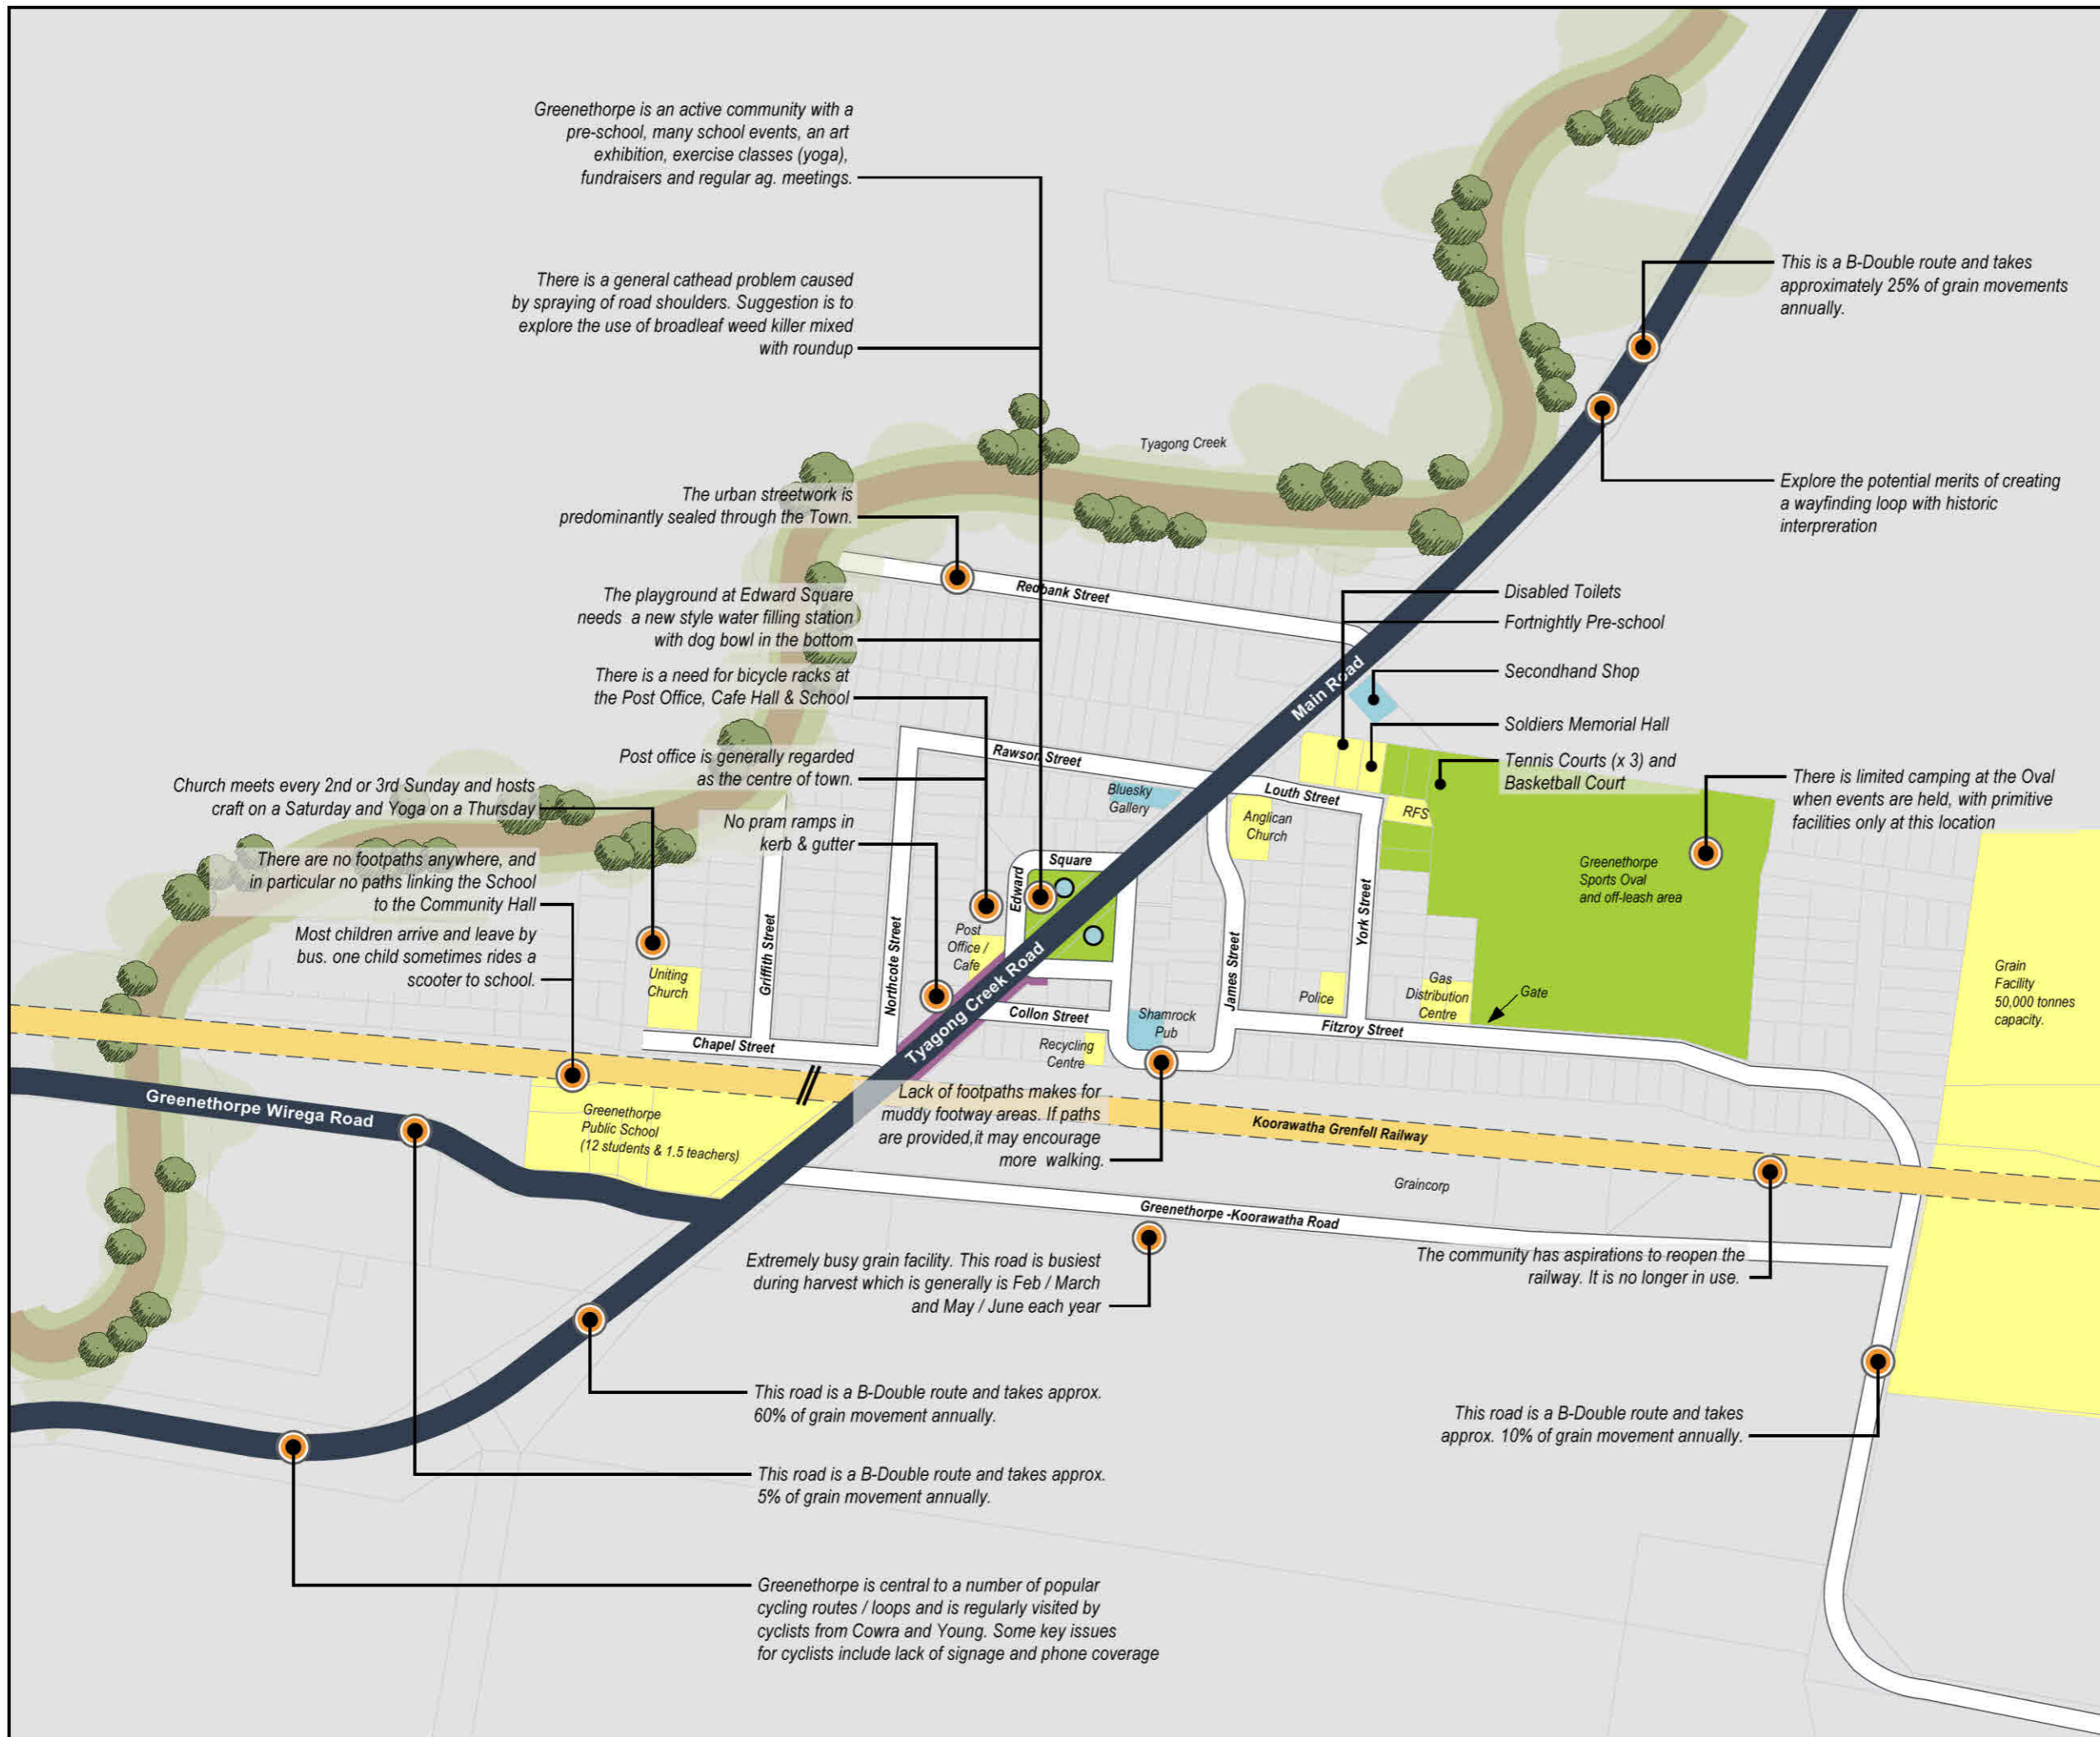 Greenethorpe is an active community with a
pre-school, many school events, an art
exhibition, exercise classes (yoga),
fundraisers and regular ag. meetings.
There is a general cathead problem caused
by spraying of road shoulders. Suggestion is to
explore the use of broadleaf weed killer mixed
with roundup
This is a B-Double route and takes
approximately 25% of grain movements
annually.
Tyagong Creek
Explore the potential merits of creating
a wayfinding loop with historic
interpreration
The urban streetwork is
predominantly sealed through the Town.
Redbank Street
The playground at Edward Square
needs a new style water filling station
with dog bowl in the bottom
There is a need for bicycle racks at
the Post Office, Cafe Hall & School
Post office is generally regarded
as the centre of town.
No pram ramps in
kerb & gutter
Disabled Toilets
Fortnightly Pre-school
Secondhand Shop
Soldiers Memorial Hall
Tennis Courts (x 3) and
Basketball Court
There is limited camping at the Oval
when events are held, with primitive
facilities only at this location
Main Road
Rawson Street
Bluesky
Gallery
Louth Street
Anglican
Church
RFS
Church meets every 2nd or 3rd Sunday and hosts
craft on a Saturday and Yoga on a Thursday
There are no footpaths anywhere, and
in particular no paths linking the School
to the Community Hall
Most children arrive and leave by
bus. one child sometimes rides a
scooter to school.
Square
Edward
Greenethorpe
Sports Oval
and off-leash area
York Street
Griffith Street
Northcote Street
Post
Office /
Cafe
Uniting
Church
James Street
Police
Gas
Distribution
Centre
Gate
Grain
Facility
50,000 tonnes
capacity.
Tyagong Creek Road
Collon Street
Shamrock
Pub
Fitzroy Street
Chapel Street
Recycling
Centre
Greenethorpe Wirega Road
Greenethorpe
Public School
(12 students & 1.5 teachers)
Lack of footpaths makes for
muddy footway areas. If paths
are provided,it may encourage
more walking.
Koorawatha Grenfell Railway
Graincorp
Greenethorpe -Koorawatha Road
Extremely busy grain facility. This road is busiest
during harvest which is generally is Feb / March
and May / June each year
The community has aspirations to reopen the
railway. It is no longer in use.
This road is a B-Double route and takes approx.
60% of grain movement annually.
This road is a B-Double route and takes
approx. 10% of grain movement annually.
This road is a B-Double route and takes approx.
5% of grain movement annually.
Greenethorpe is central to a number of popular
cycling routes / loops and is regularly visited by
cyclists from Cowra and Young. Some key issues
for cyclists include lack of signage and phone coverage